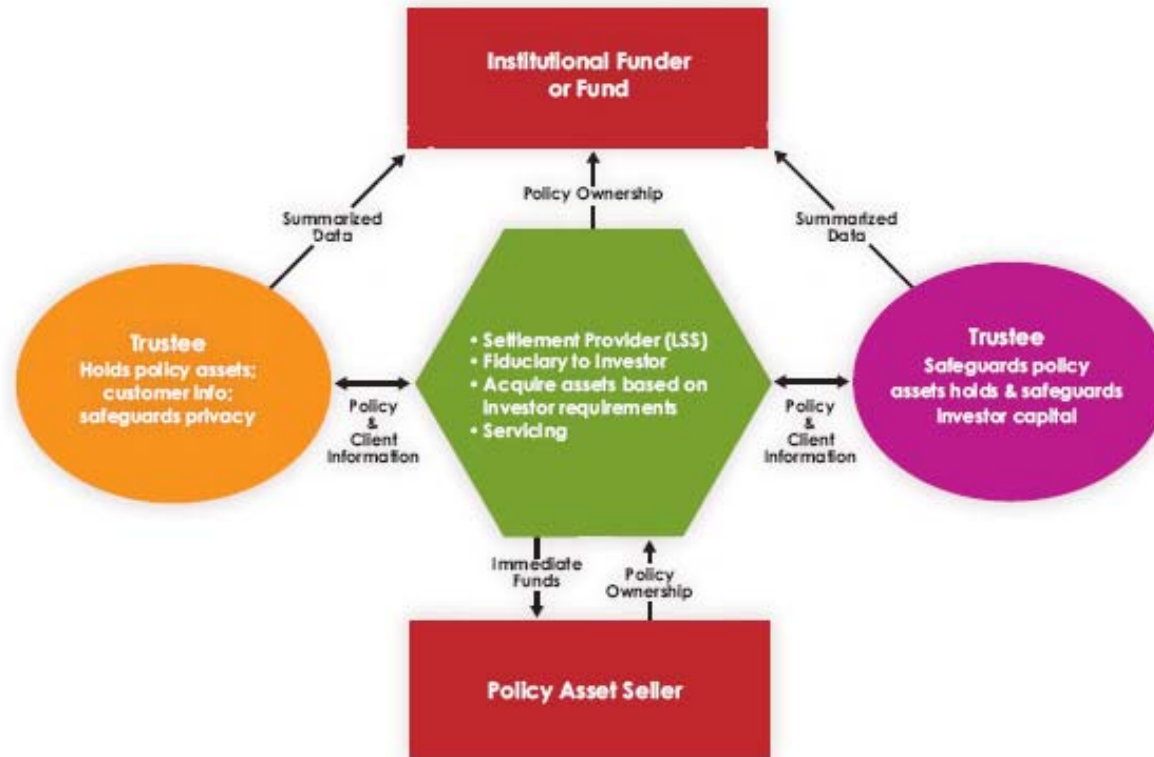 Institutional Funder
or Fund
Policy Ownership
Summarized
Data
Summarized
Data
Trustee
Holds policy assets;
customer info;
safeguards privacy
Policy
&
Client
Information
• Settlement Provider (LSS)
• Fiduciary to Investor
• Acquire assets based on
investor requirements
• Servicing
Policy
&
Client
Information
Trustee
Safeguards policy
assets holds & safeguards
investor capital
Immediate
Funds
Policy
Ownership
Policy Asset Seller